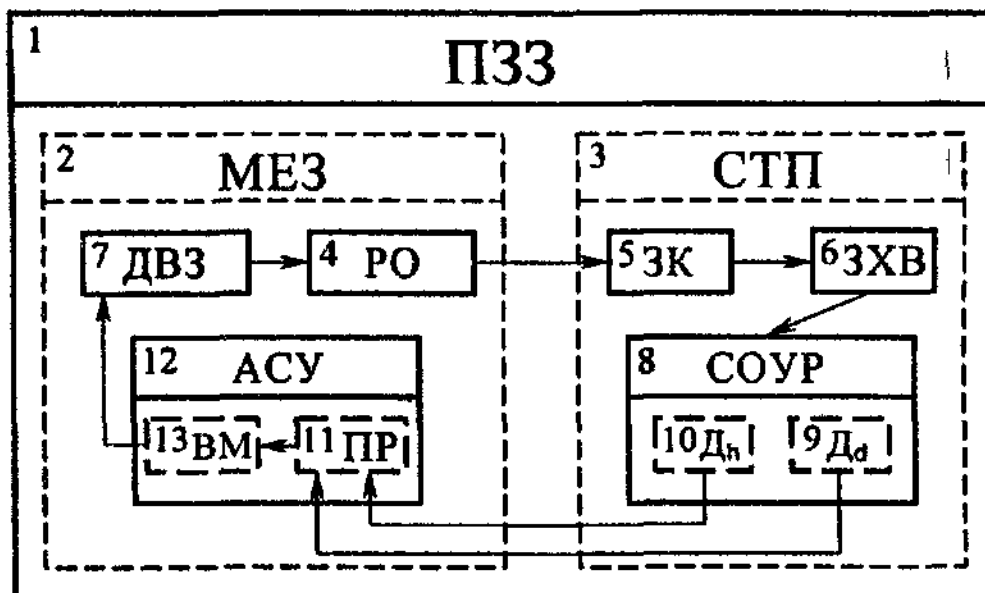 1 ПЗЗ
2 МЕЗ
3 СТП
7 ДВЗ
4 РО
5 ЗК
6 ЗХВ
12 АСУ
8 СОУР
13 ВМ
11 ПР
10 Дh
9 Дd